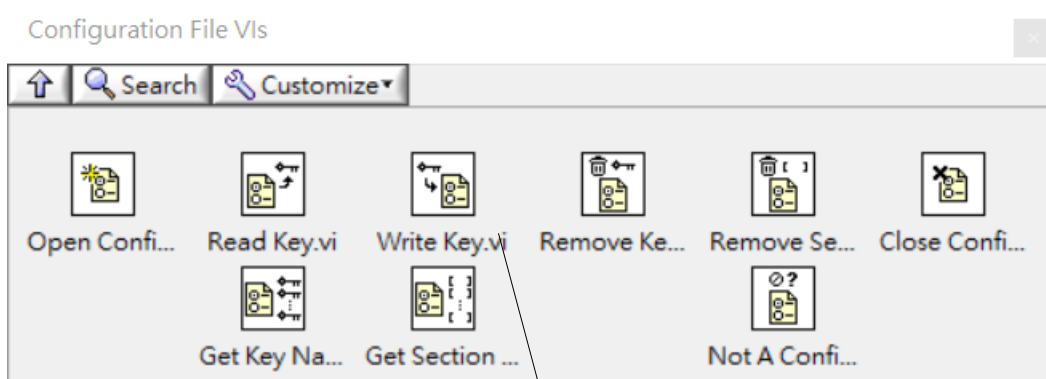 Configuration File VIs
Search Customize
Open Confi... Read Key.vi Write Key.vi Remove Ke... Remove Se... Close Confi...
Get Key Na... Get Section ... Not A Confi...